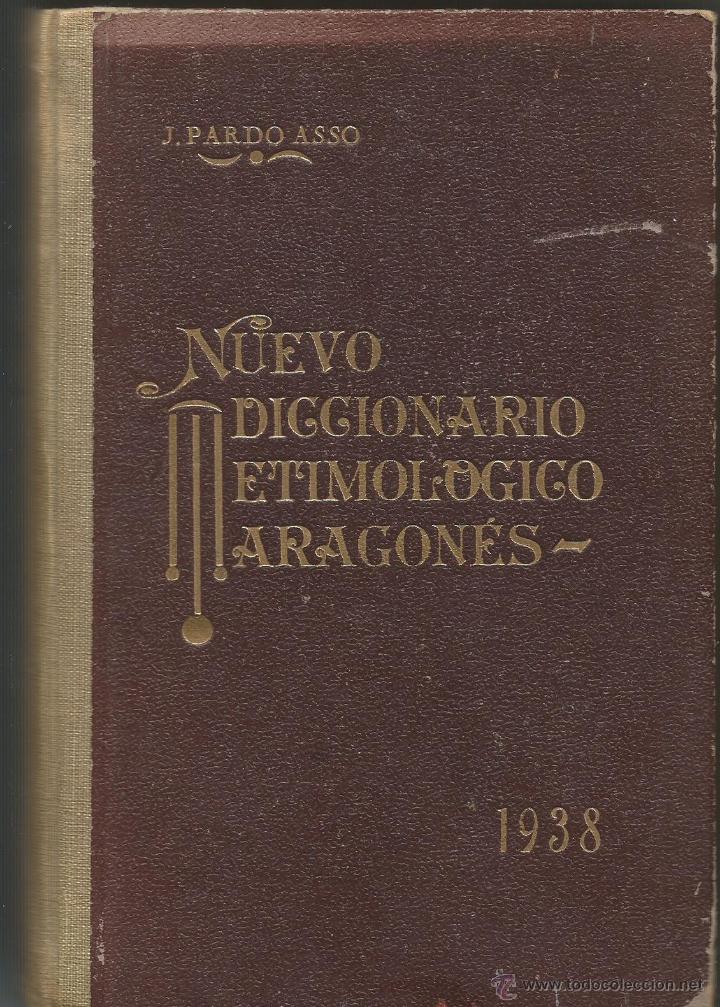 J. PARDO ASSO
NUEVO
DICCIONARIO
ETIMOLOGICO
ARAGONÉS –
1938
www.todocoleccion.net